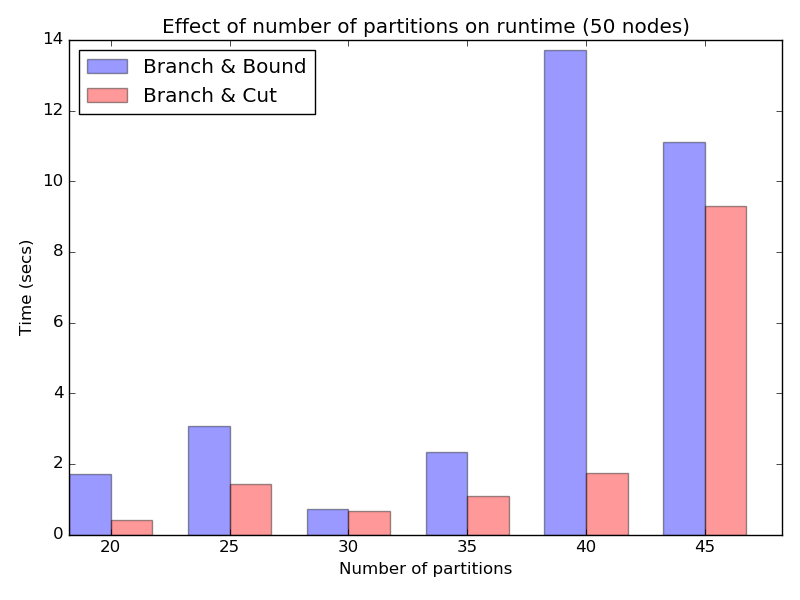 Effect of number of partitions on runtime (50 nodes)
Branch & Bound
Branch & Cut
14
12
10
8
6
4
2
0
Time (secs)
20 25 30 35 40 45
Number of partitions